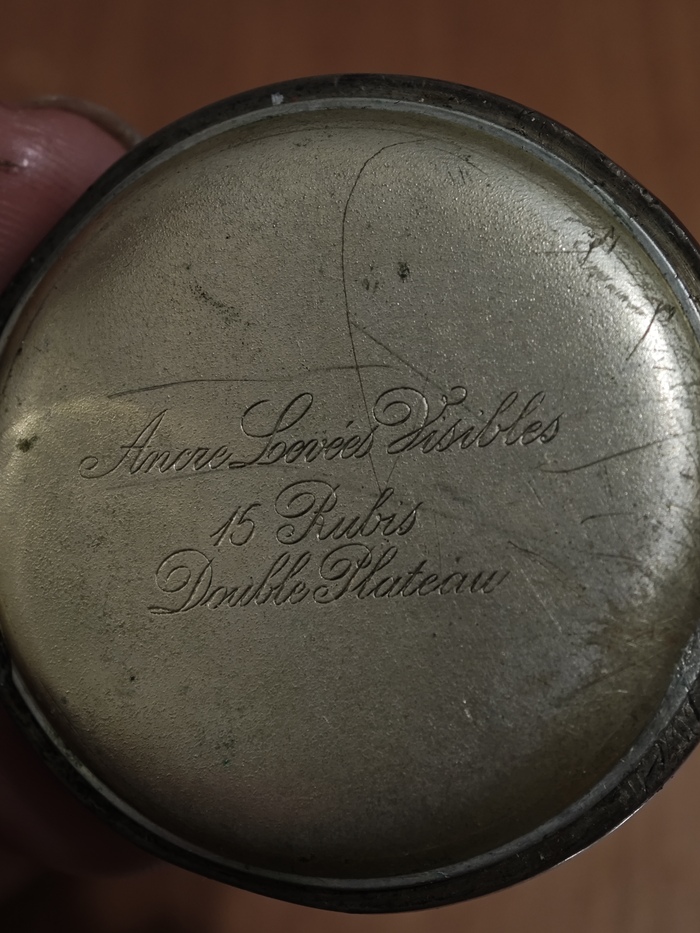 Ancre Levées Visibles
15 Rubis
Double Plateau